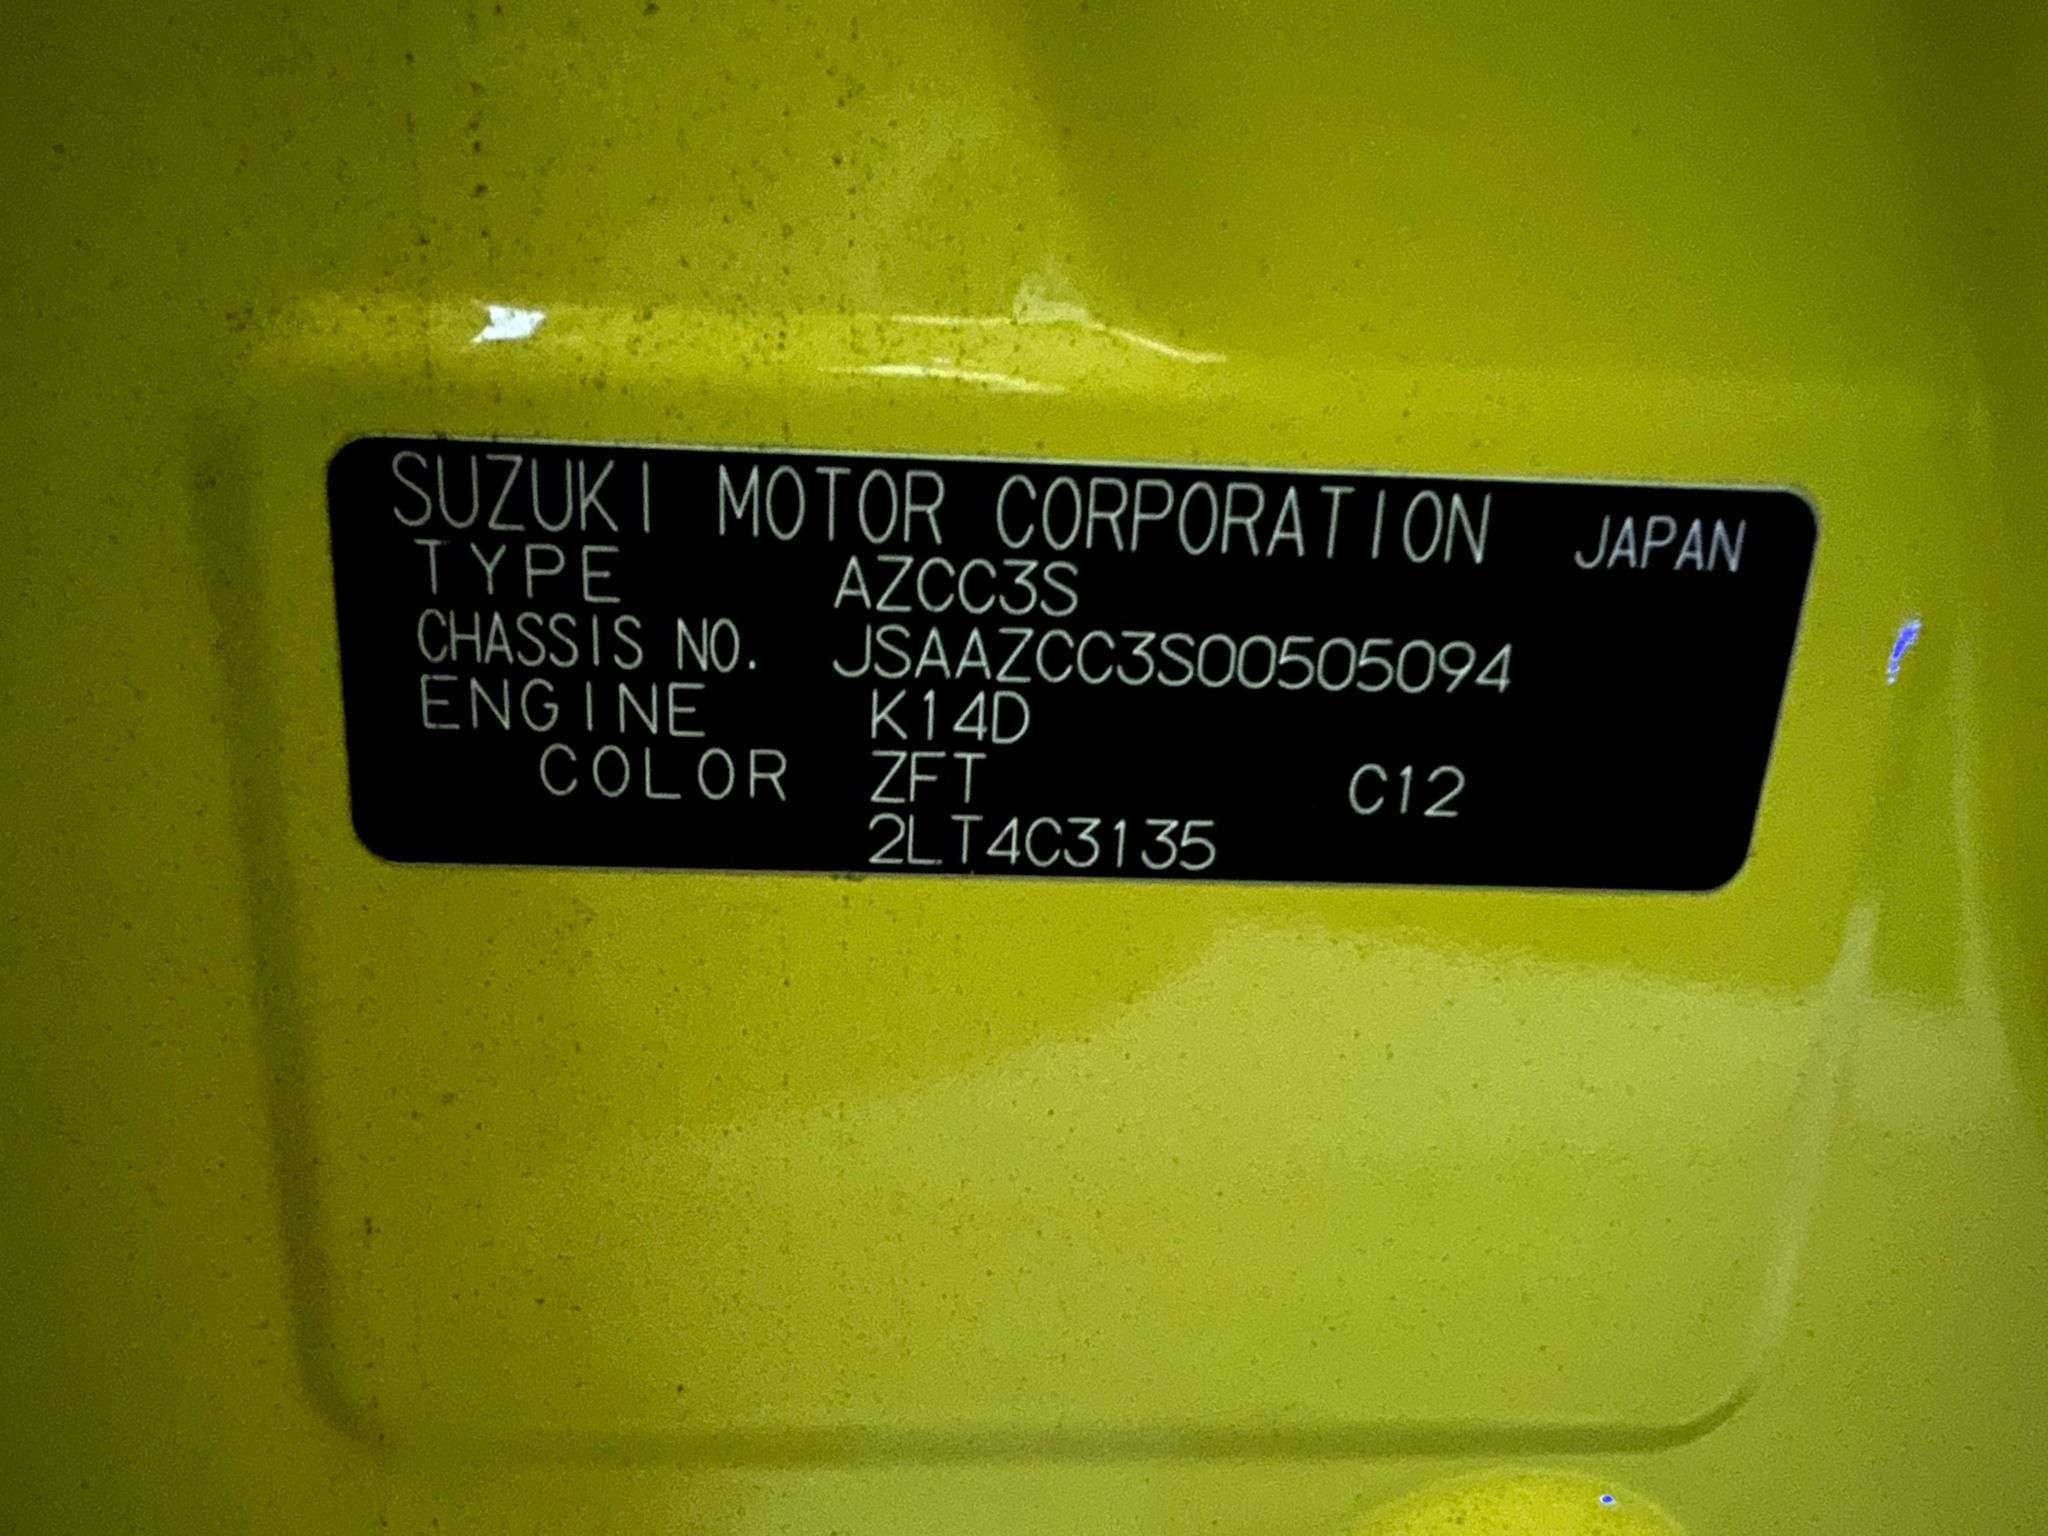 SUZUKI MOTOR CORPORATION JAPAN
TYPE AZCC3S
CHASSIS NO. JSAAZCC3S00505094
ENGINE K14D
COLOR ZFT C12
2LT4C3135